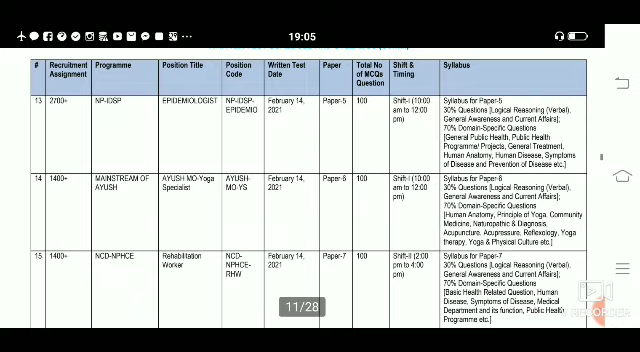 19:05
# Recruitment Assignment Programme Position Title Position Code Written Test Date Paper Total No of MCQs Question Shift & Timing Syllabus
13 2700+ NP-IDSP EPIDEMIOLOGIST NP-IDSP- February 14, Paper-5 100 Shift-I (10:00 Syllabus for Paper-5
EPIDEMIO 2021 am to 12:00 30% Questions [Logical Reasoning (Verbal),
pm) General Awareness and Current Affairs];
70% Domain-Specific Questions
[General Public Health, Public Health
Programme/ Projects, General Treatment,
Human Anatomy, Human Disease, Symptoms
of Disease and Prevention of Disease etc.]
14 1400+ MAINSTREAM OF AYUSH MO-Yoga AYUSH- February 14, Paper-6 100 Shift-I (10:00 Syllabus for Paper-6
AYUSH Specialist MO-YS 2021 am to 12:00 30% Questions [Logical Reasoning (Verbal),
pm) General Awareness and Current Affairs];
70% Domain-Specific Questions
[Human Anatomy, Principle of Yoga, Community
Medicine, Naturopathic & Diagnosis,
Acupuncture, Acupressure, Reflexology, Yoga
therapy, Yoga & Physical Culture etc.]
15 1400+ NCD-NPHCE Rehabilitation NCD- February 14, Paper-7 100 Shift-II (2:00 Syllabus for Paper-7
Worker NPHCE- 2021 pm to 4:00 30% Questions [Logical Reasoning (Verbal),
RHW pm) General Awareness and Current Affairs];
70% Domain-Specific Questions
[Basic Health Related Question, Human
Disease, Symptoms of Disease, Medical
Department and its function, Public Health
Programme etc.]
11/28
RECORDER